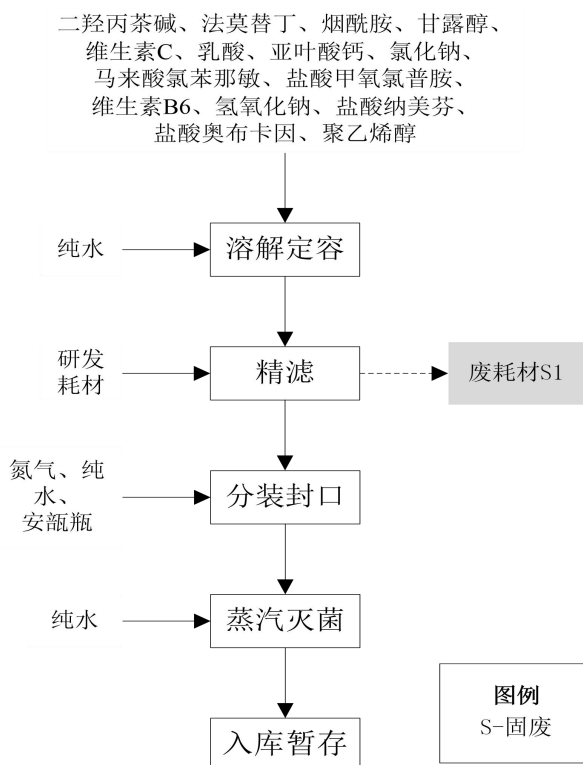 二羟丙茶碱、法莫替丁、烟酰胺、甘露醇、
维生素C、乳酸、亚叶酸钙、氯化钠、
马来酸氯苯那敏、盐酸甲氧氯普胺、
维生素B6、氢氧化钠、盐酸纳美芬、
盐酸奥布卡因、聚乙烯醇
纯水
溶解定容
研发
耗材
精滤
废耗材S1
氮气、纯
水、
安瓿瓶
分装封口
纯水
蒸汽灭菌
入库暂存
图例
S-固废